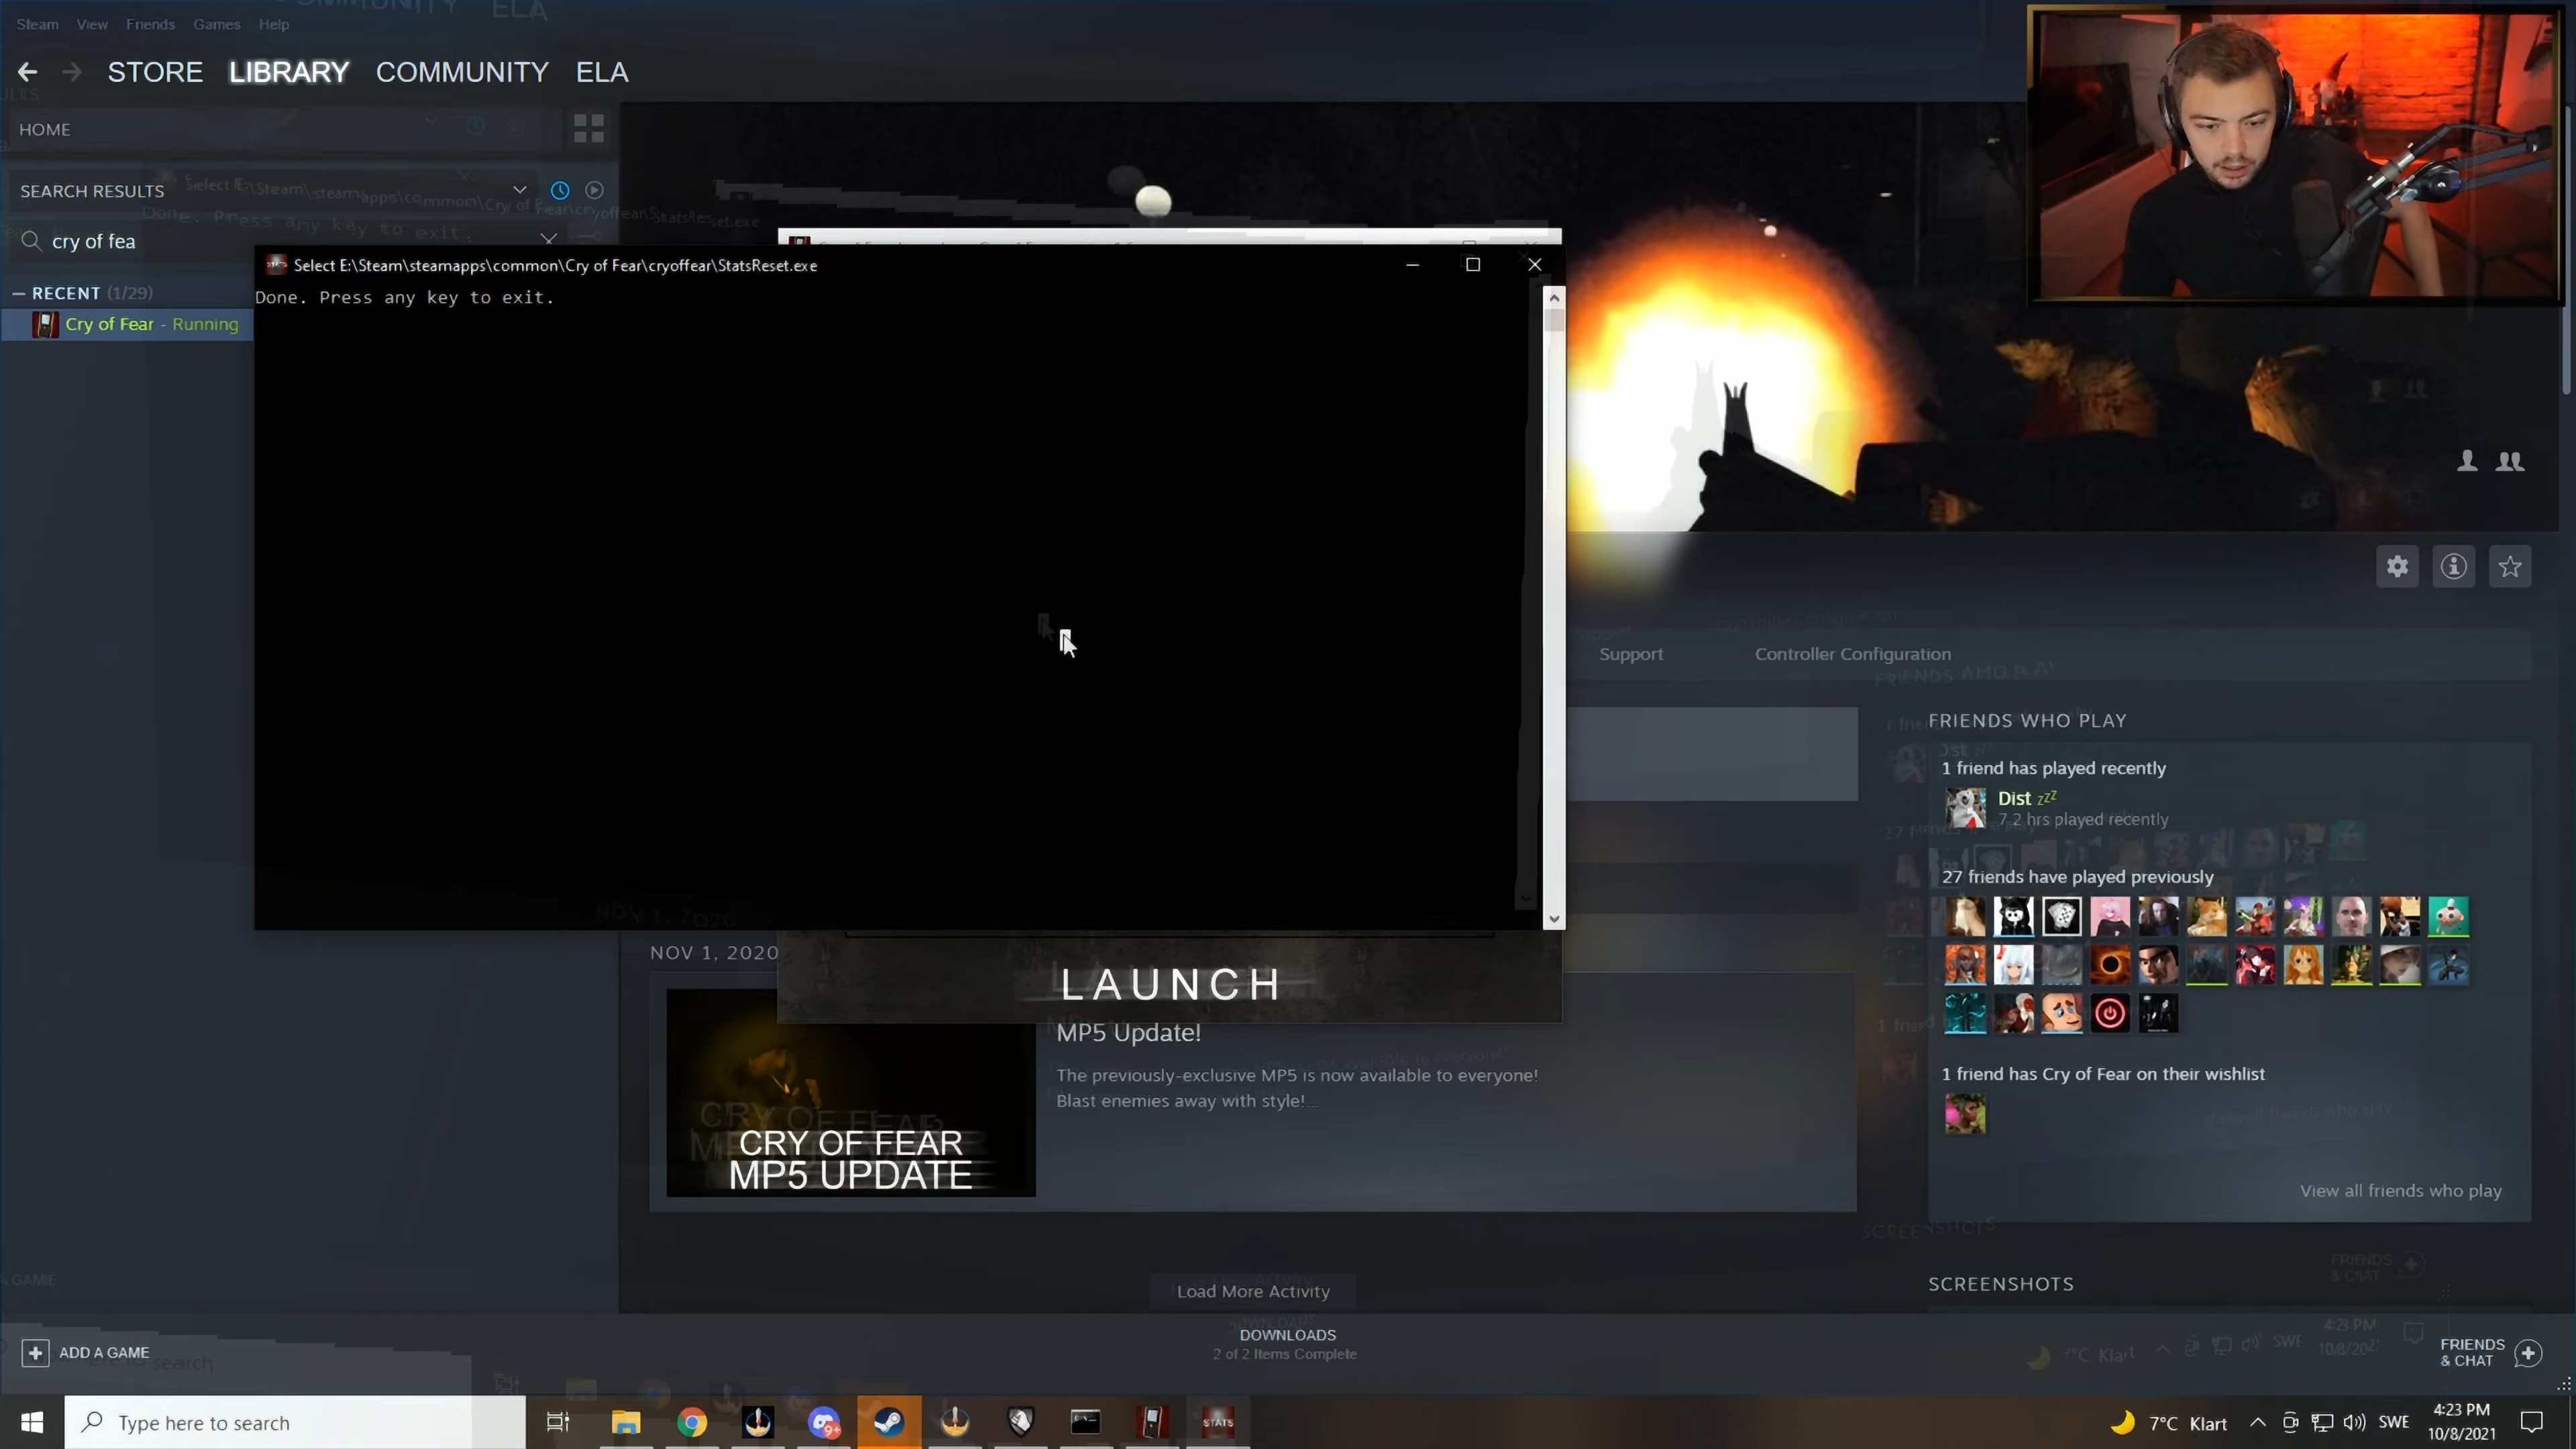 Steam View Friends Games Help
STORE LIBRARY COMMUNITY ELA
HOME
SEARCH RESULTS
cry of fea
RECENT (1/29)
Cry of Fear - Running
Select E:\Steam\steamapps\common\Cry of Fear\cryoffear\StatsReset.exe
Done. Press any key to exit.
Support Controller Configuration
FRIENDS WHO PLAY
1 friend has played recently
Dist zzz
7.2 hrs played recently
27 friends have played previously
1 friend has Cry of Fear on their wishlist
View all friends who play
SCREENSHOTS
NOV 1, 2020
LAUNCH
MP5 Update!
The previously-exclusive MP5 is now available to everyone!
Blast enemies away with style!...
CRY OF FEAR
MP5 UPDATE
Load More Activity
ADD A GAME
DOWNLOADS
2 of 2 Items Complete
FRIENDS
& CHAT
Type here to search
9+
STATS
7°C Klart
SWE
4:23 PM
10/8/2021